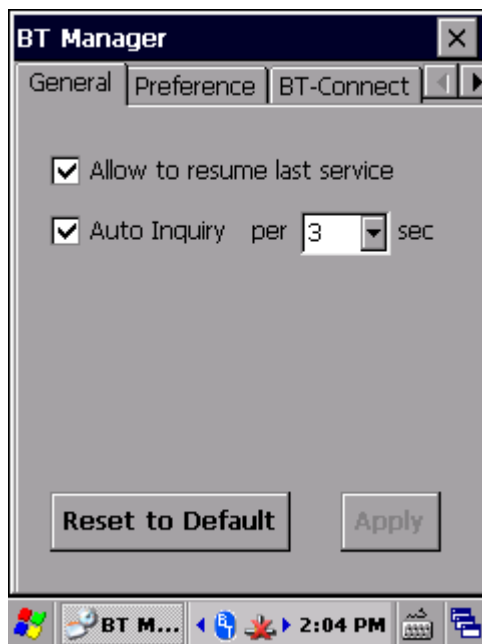 BT Manager
General Preference BT-Connect
Allow to resume last service
Auto Inquiry per 3 sec
Reset to Default Apply
BT M... 2:04 PM